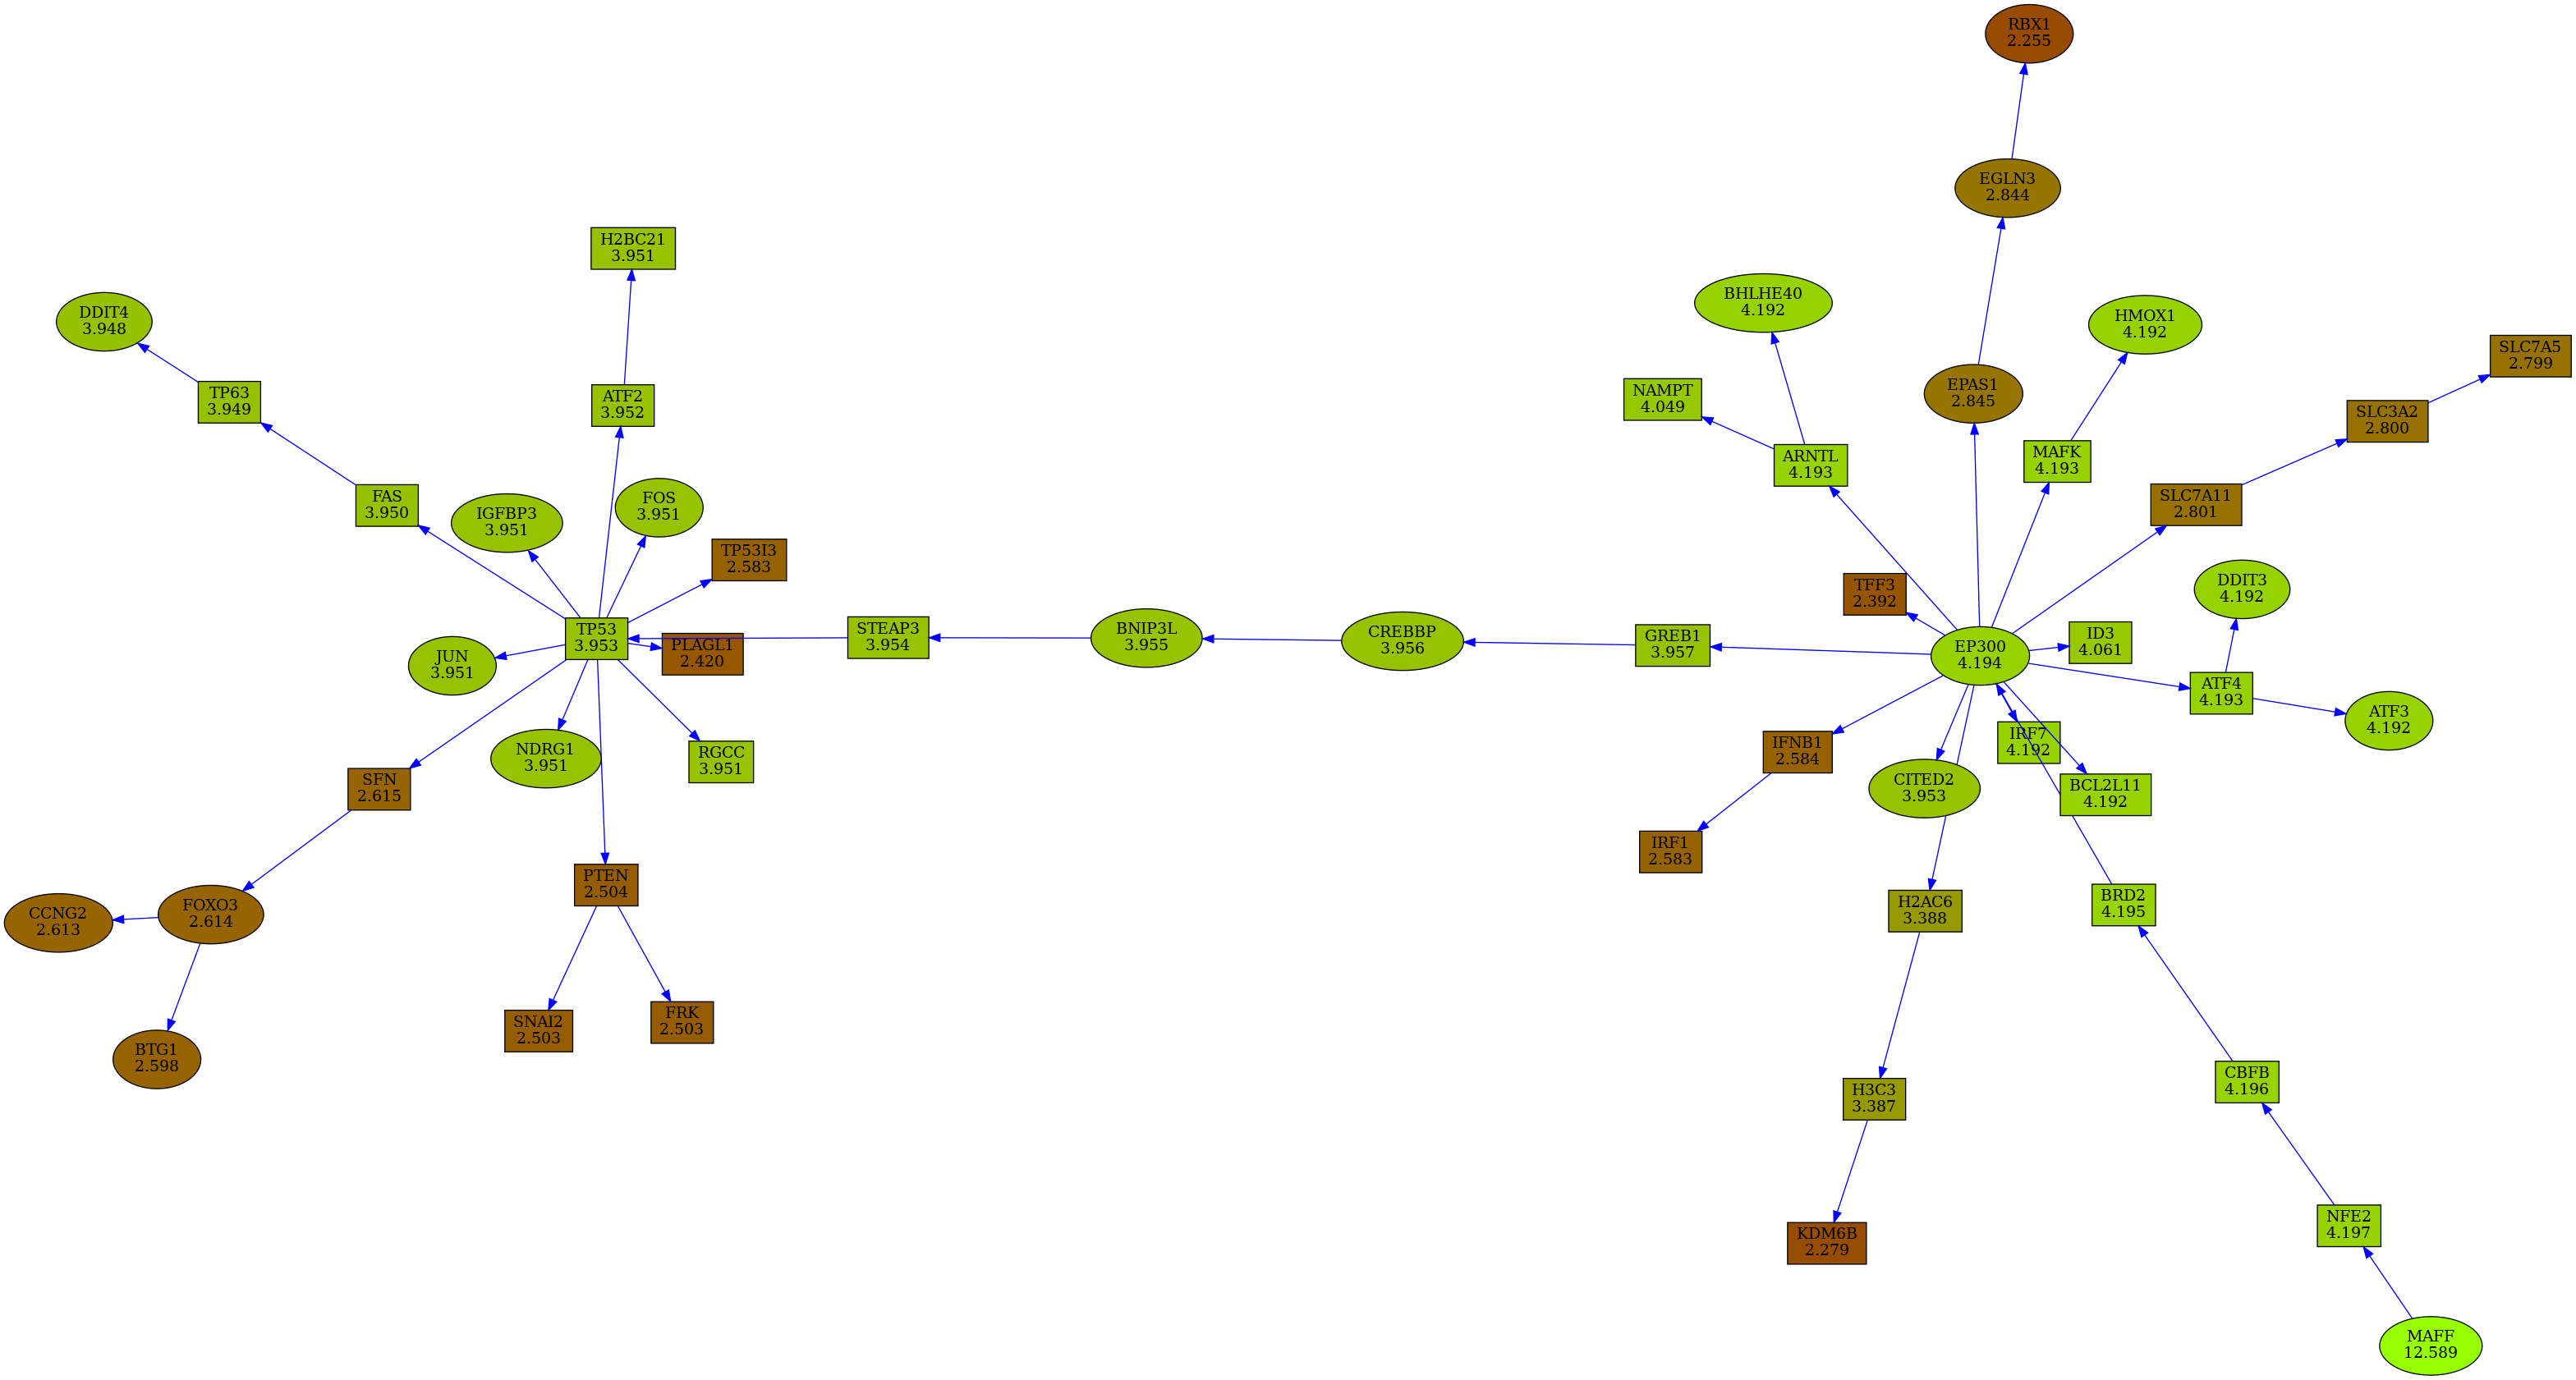 RBX1
2.255
EGLN3
2.844
H2BC21
3.951
BHLHE40
4.192
DDIT4
3.948
HMOX1
4.192
SLC7A5
2.799
NAMPT
4.049
EPAS1
2.845
TP63
3.949
ATF2
3.952
SLC3A2
2.800
ARNTL
4.193
MAFK
4.193
FAS
3.950
IGFBP3
3.951
FOS
3.951
SLC7A11
2.801
TP53I3
2.583
TFF3
2.392
DDIT3
4.192
TP53
3.953
PLAGL1
2.420
STEAP3
3.954
BNIP3L
3.955
CREBBP
3.956
GREB1
3.957
EP300
4.194
ID3
4.061
JUN
3.951
ATF4
4.193
ATF3
4.192
NDRG1
3.951
RGCC
3.951
IFNB1
2.584
IRF7
4.192
SFN
2.615
CITED2
3.953
BCL2L11
4.192
IRF1
2.583
PTEN
2.504
CCNG2
2.613
FOXO3
2.614
H2AC6
3.388
BRD2
4.195
SNAI2
2.503
FRK
2.503
BTG1
2.598
H3C3
3.387
CBFB
4.196
KDM6B
2.279
NFE2
4.197
MAFF
12.589